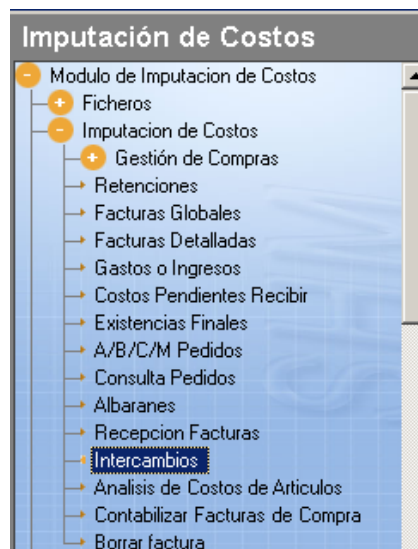 Imputación de Costos
Modulo de Imputacion de Costos
Ficheros
Imputacion de Costos
Gestión de Compras
Retenciones
Facturas Globales
Facturas Detalladas
Gastos o Ingresos
Costos Pendientes Recibir
Existencias Finales
A/B/C/M Pedidos
Consulta Pedidos
Albaranes
Recepcion Facturas
Intercambios
Analisis de Costos de Articulos
Contabilizar Facturas de Compra
Borrar factura